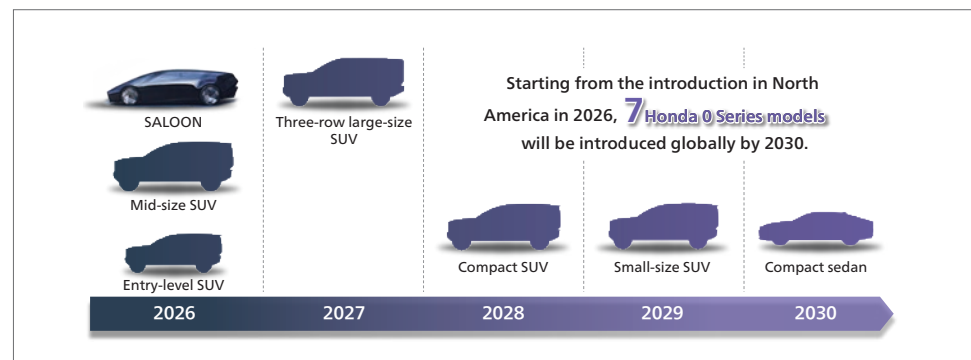 Starting from the introduction in North
America in 2026, 7 Honda 0 Series models
will be introduced globally by 2030.
SALOON
Three-row large-size
SUV
Mid-size SUV
Entry-level SUV
Compact SUV
Small-size SUV
Compact sedan
2026
2027
2028
2029
2030